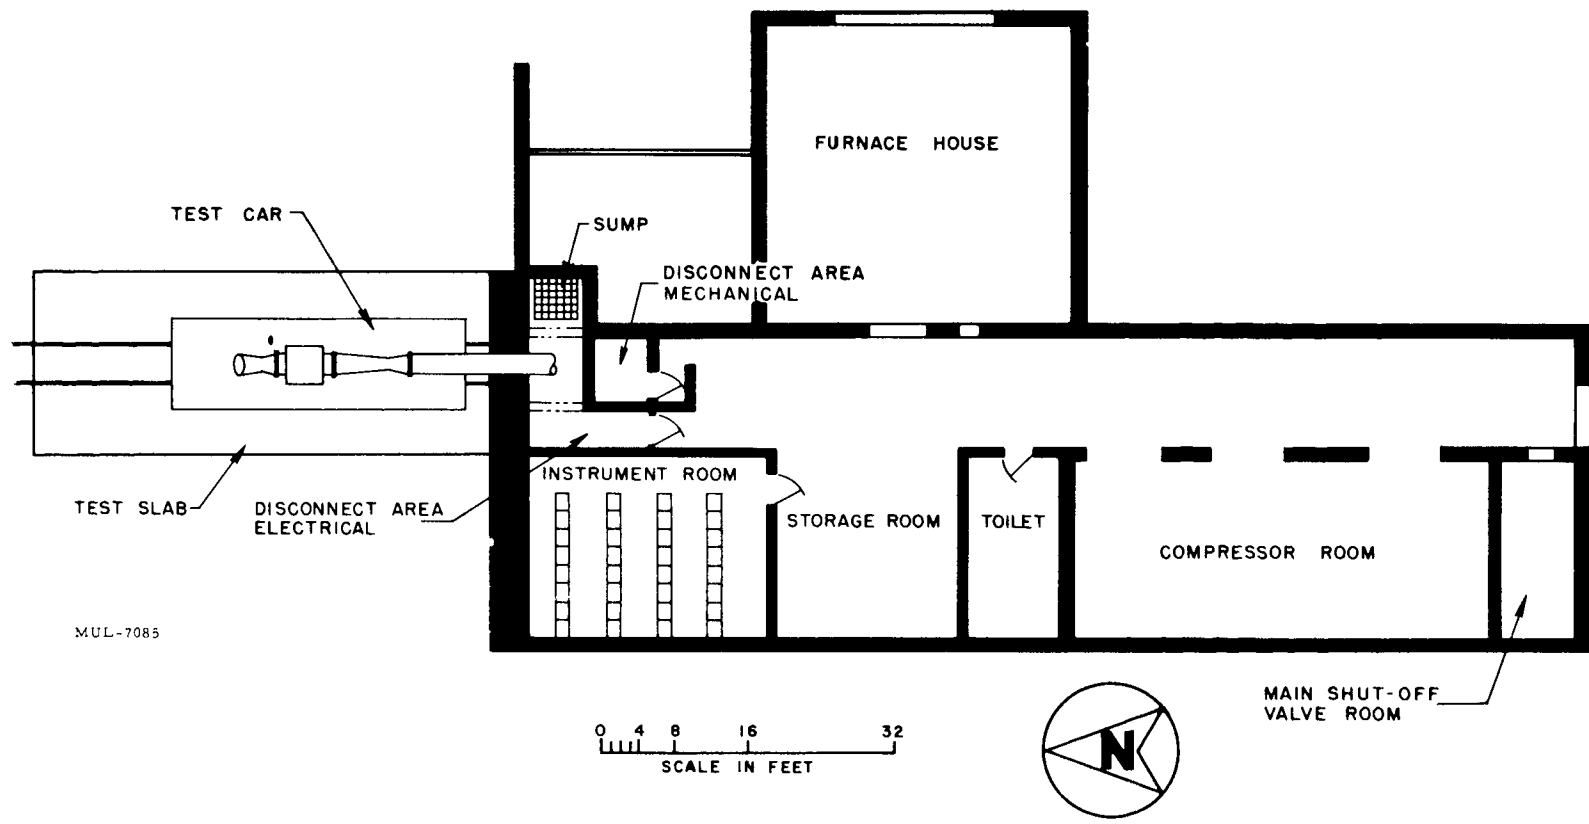 FURNACE HOUSE
TEST CAR
SUMP
DISCONNECT AREA
MECHANICAL
TEST SLAB
DISCONNECT AREA
ELECTRICAL
INSTRUMENT ROOM
STORAGE ROOM
TOILET
COMPRESSOR ROOM
MUL-7085
MAIN SHUT-OFF
VALVE ROOM
0 4 8 16 32
SCALE IN FEET
N